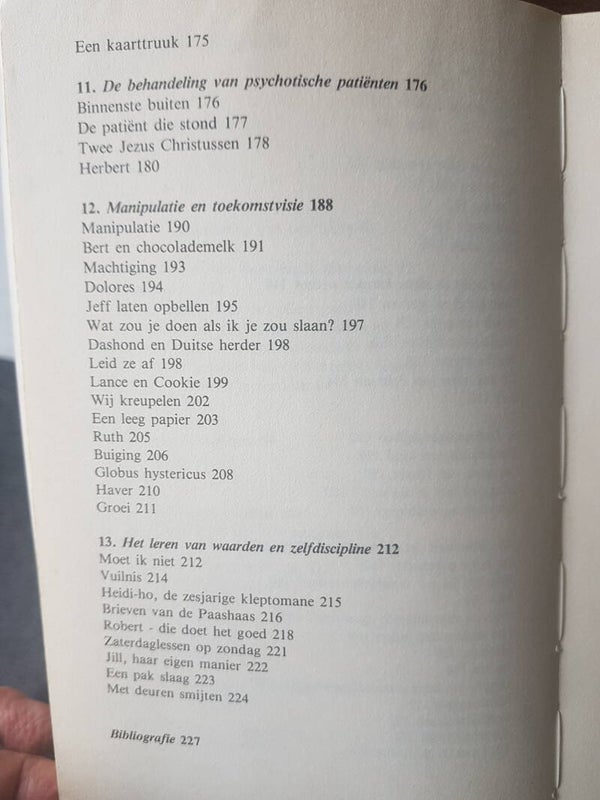 Een kaarttruuk 175
11. De behandeling van psychotische patiënten 176
Binnenste buiten 176
De patiënt die stond 177
Twee Jezus Christussen 178
Herbert 180
12. Manipulatie en toekomstvisie 188
Manipulatie 190
Bert en chocolademelk 191
Machtiging 193
Dolores 194
Jeff laten opbellen 195
Wat zou je doen als ik je zou slaan? 197
Dashond en Duitse herder 198
Leid ze af 198
Lance en Cookie 199
Wij kreupelen 202
Een leeg papier 203
Ruth 205
Buiging 206
Globus hystericus 208
Haver 210
Groei 211
13. Het leren van waarden en zelfdiscipline 212
Moet ik niet 212
Vuilnis 214
Heidi-ho, de zesjarige kleptomane 215
Brieven van de Paashaas 216
Robert - die doet het goed 218
Zaterdaglessen op zondag 221
Jill, haar eigen manier 222
Een pak slaag 223
Met deuren smijten 224
Bibliografie 227